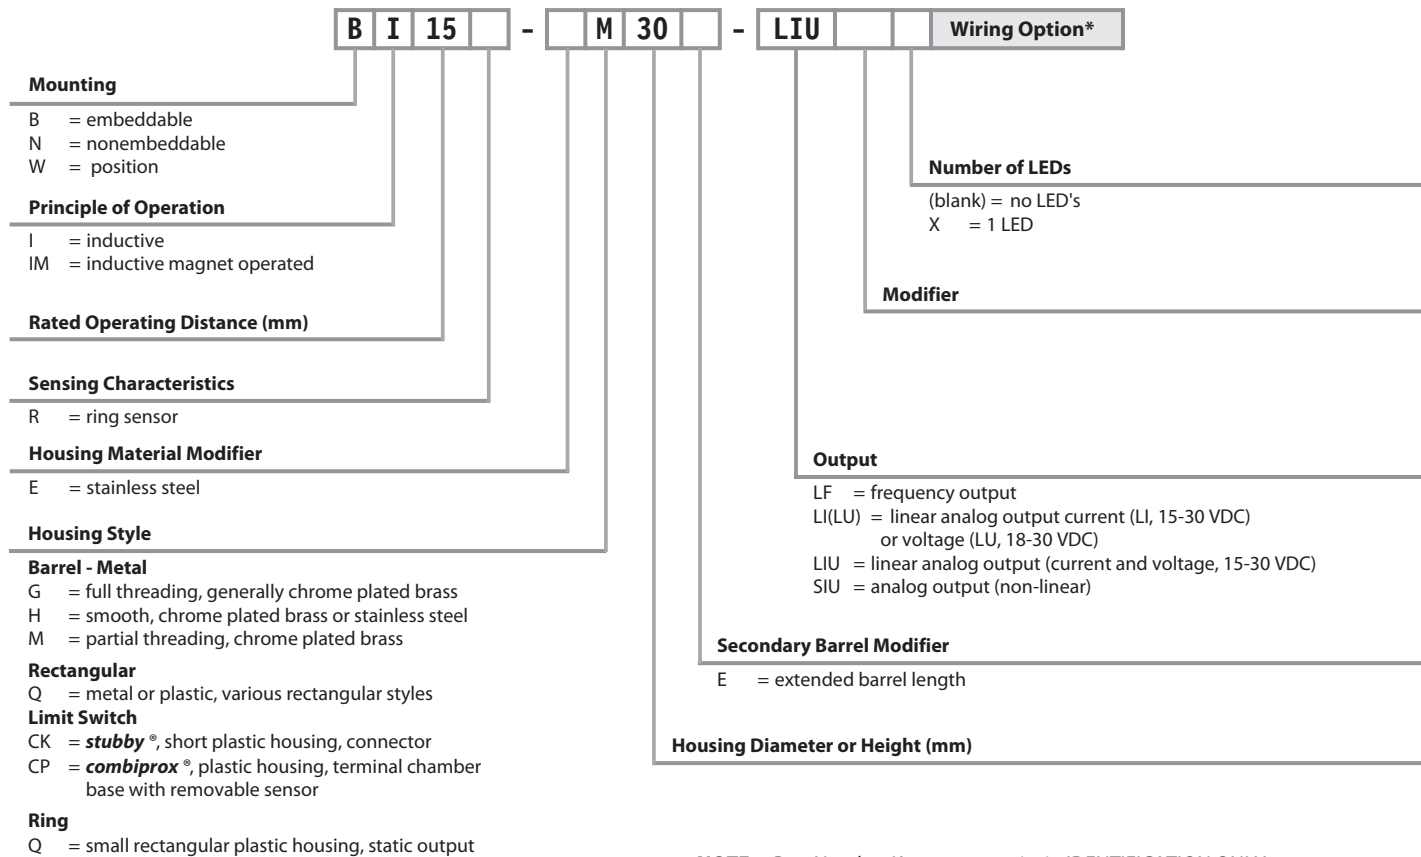 B I 15 - M 30 - LIU Wiring Option*
Mounting
B = embeddable
N = nonembeddable
W = position
Principle of Operation
I = inductive
IM = inductive magnet operated
Rated Operating Distance (mm)
Sensing Characteristics
R = ring sensor
Housing Material Modifier
E = stainless steel
Housing Style
Barrel - Metal
G = full threading, generally chrome plated brass
H = smooth, chrome plated brass or stainless steel
M = partial threading, chrome plated brass
Rectangular
Q = metal or plastic, various rectangular styles
Limit Switch
CK = stubby ®, short plastic housing, connector
CP = combiprox ®, plastic housing, terminal chamber
base with removable sensor
Ring
Q = small rectangular plastic housing, static output
Number of LEDs
(blank) = no LED's
X = 1 LED
Modifier
Output
LF = frequency output
LI(LU) = linear analog output current (LI, 15-30 VDC)
or voltage (LU, 18-30 VDC)
LIU = linear analog output (current and voltage, 15-30 VDC)
SIU = analog output (non-linear)
Secondary Barrel Modifier
E = extended barrel length
Housing Diameter or Height (mm)